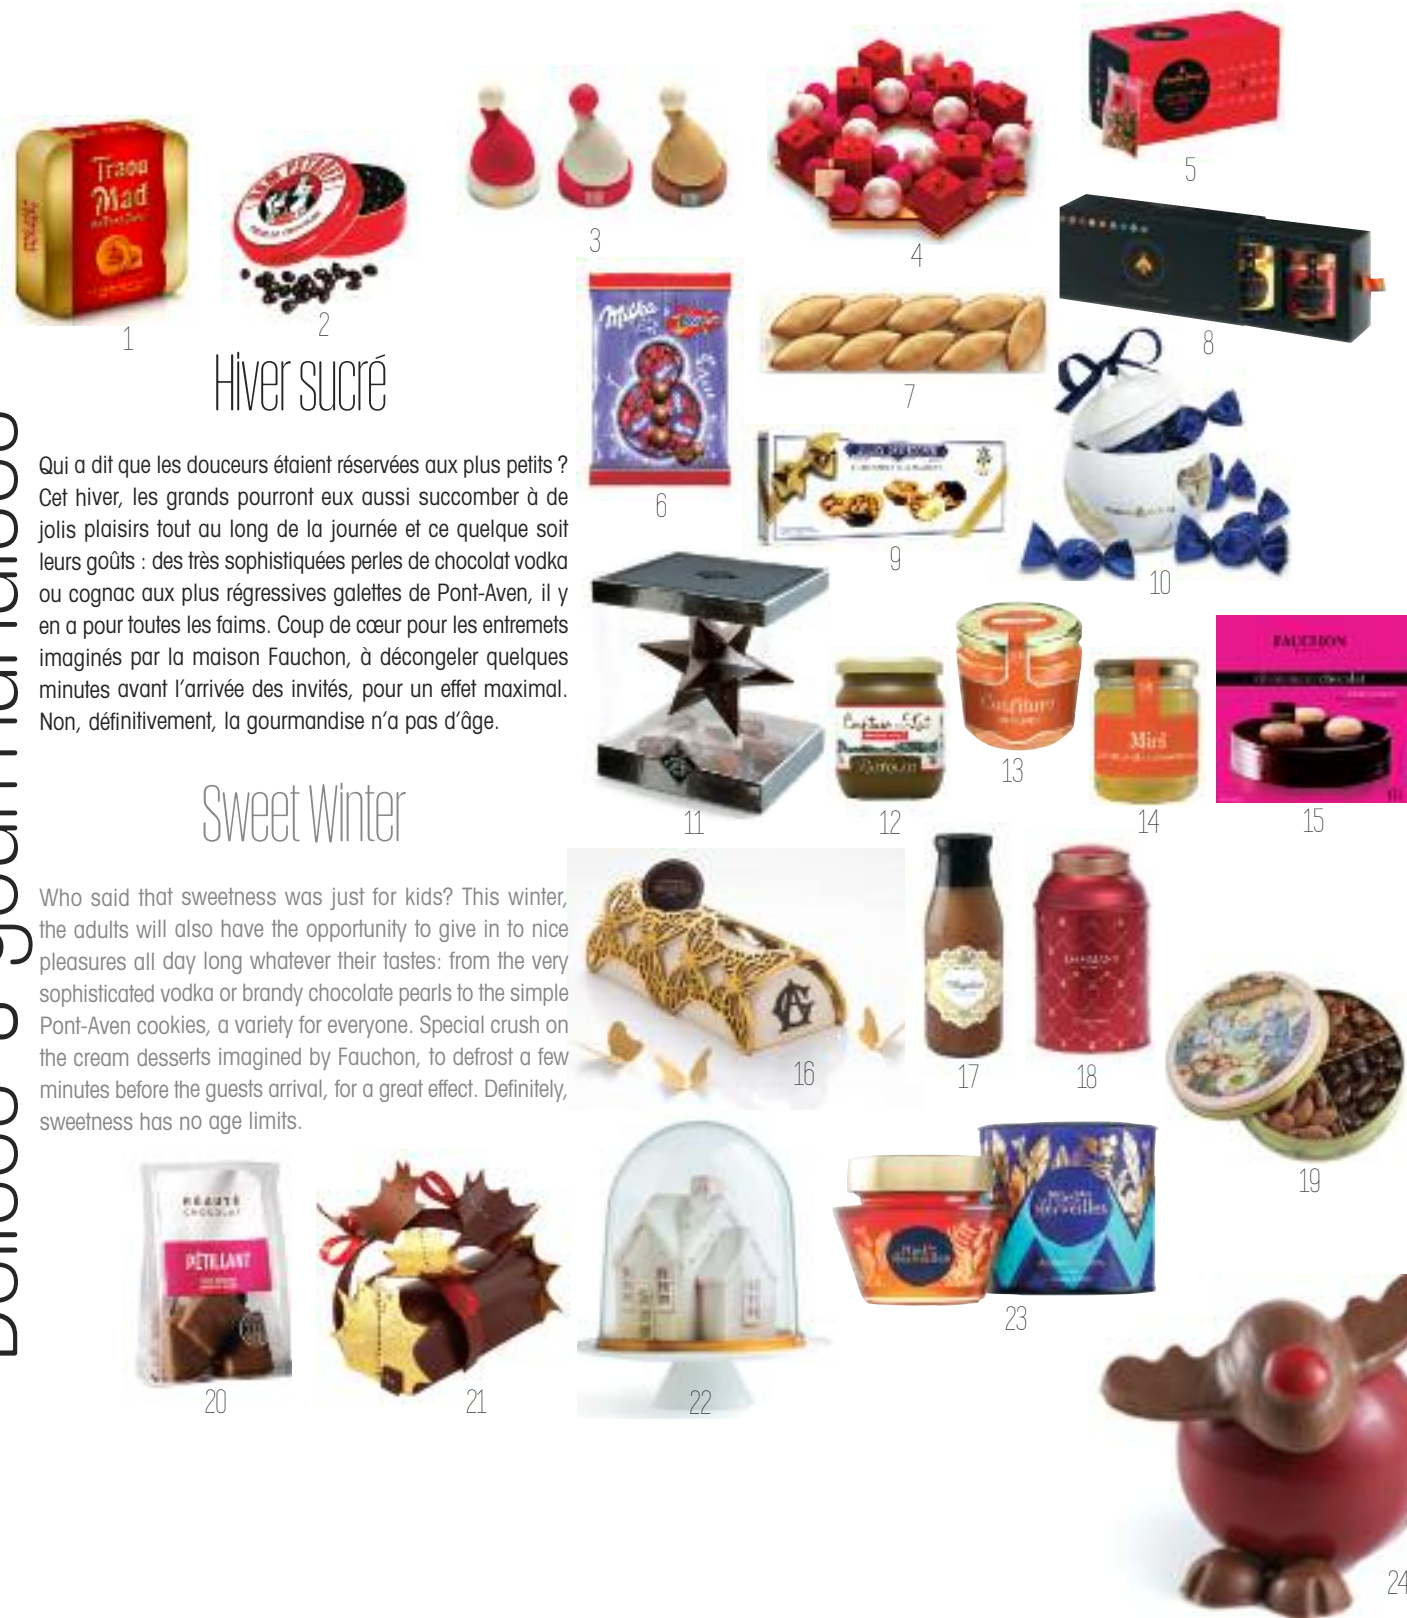 Traou
Mad
1
2
3
4
5
Milka
6
7
8
9
10
11
12
Confiture
13
Miel
14
FAUCHON
15
16
17
18
19
BEAUTÉ
CHOCOLAT
PÉTILLANT
20
21
22
Merveilles
23
24
Hiver sucré
Qui a dit que les douceurs étaient réservées aux plus petits ?
Cet hiver, les grands pourront eux aussi succomber à de
jolis plaisirs tout au long de la journée et ce quelque soit
leurs goûts : des très sophistiquées perles de chocolat vodka
ou cognac aux plus régressives galettes de Pont-Aven, il y
en a pour toutes les faims. Coup de cœur pour les entremets
imaginés par la maison Fauchon, à décongeler quelques
minutes avant l'arrivée des invités, pour un effet maximal.
Non, définitivement, la gourmandise n'a pas d'âge.
Sweet Winter
Who said that sweetness was just for kids? This winter,
the adults will also have the opportunity to give in to nice
pleasures all day long whatever their tastes: from the very
sophisticated vodka or brandy chocolate pearls to the simple
Pont-Aven cookies, a variety for everyone. Special crush on
the cream desserts imagined by Fauchon, to defrost a few
minutes before the guests arrival, for a great effect. Definitely,
sweetness has no age limits.